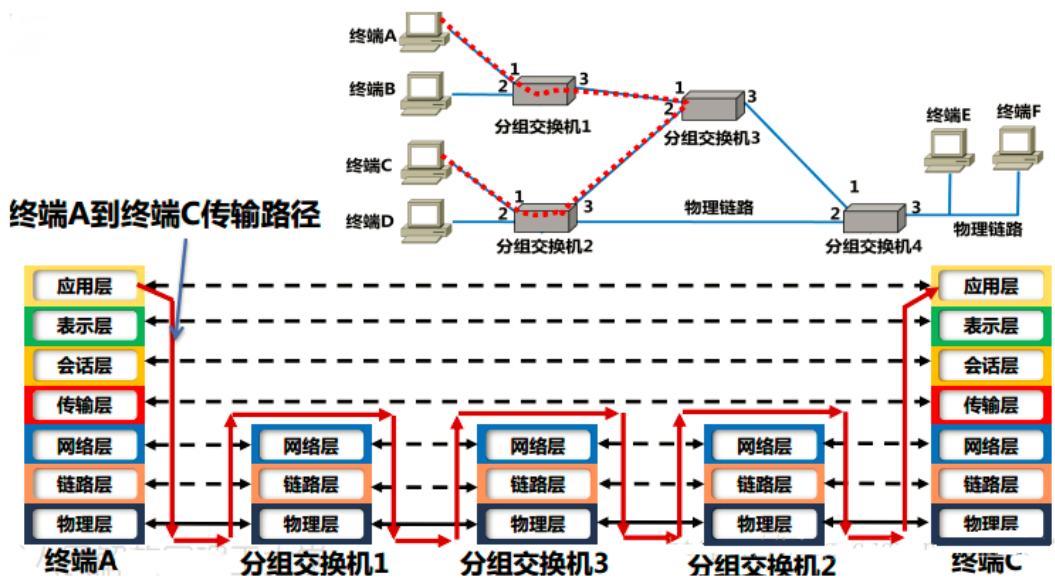 终端A
终端B
终端C
终端D
1
2
3
分组交换机1
1
2
3
分组交换机3
1
2
3
分组交换机2
物理链路
1
2
3
分组交换机4
终端E
终端F
物理链路
终端A到终端C传输路径
应用层 应用层
表示层 表示层
会话层 会话层
传输层 传输层
网络层 网络层 网络层 网络层 网络层
链路层 链路层 链路层 链路层 链路层
物理层 物理层 物理层 物理层 物理层
终端A 分组交换机1 分组交换机3 分组交换机2 终端C